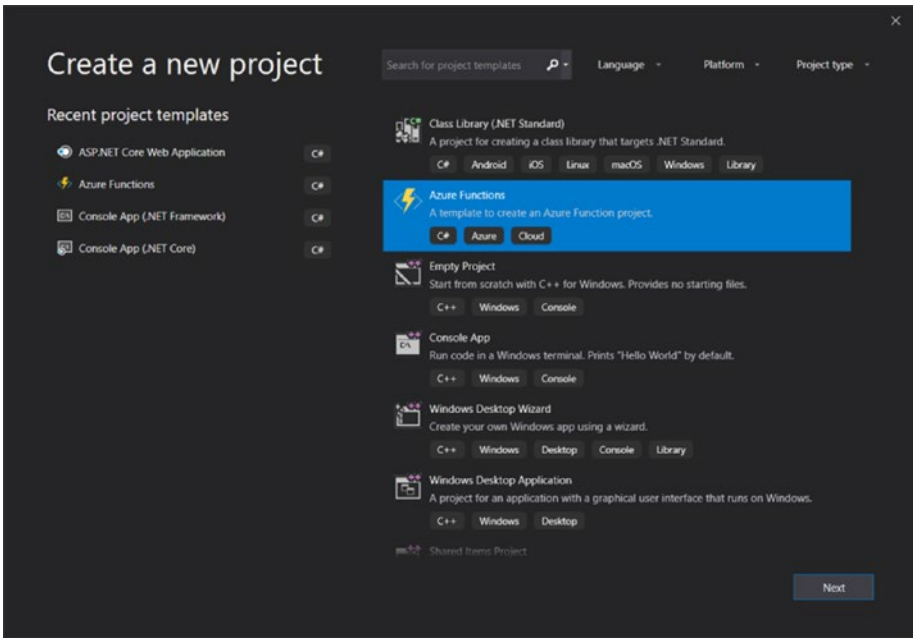 Create a new project
Search for project templates
Language
Platform
Project type
Recent project templates
ASP.NET Core Web Application C#
Azure Functions C#
Console App (.NET Framework) C#
Console App (.NET Core) C#
Class Library (.NET Standard)
A project for creating a class library that targets .NET Standard.
C# Android iOS Linux macOS Windows Library
Azure Functions
A template to create an Azure Function project.
C# Azure Cloud
Empty Project
Start from scratch with C++ for Windows. Provides no starting files.
C++ Windows Console
Console App
Run code in a Windows terminal. Prints "Hello World" by default.
C++ Windows Console
Windows Desktop Wizard
Create your own Windows app using a wizard.
C++ Windows Desktop Console Library
Windows Desktop Application
A project for an application with a graphical user interface that runs on Windows.
C++ Windows Desktop
Shared Items Project
Next